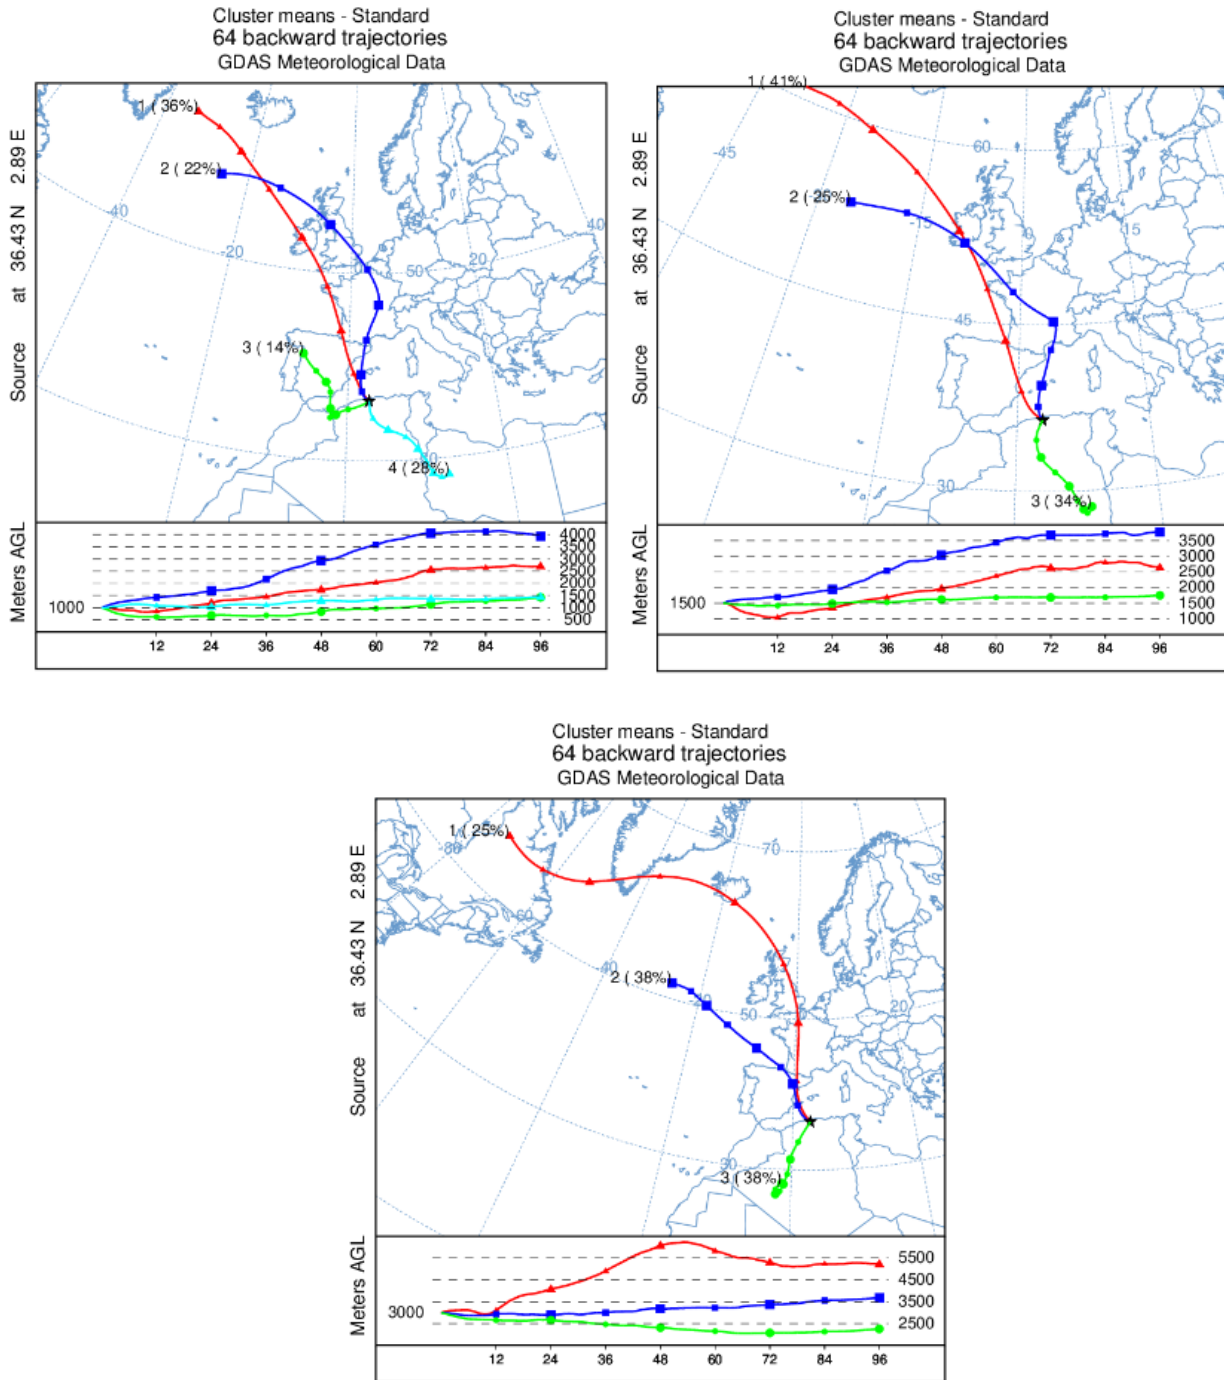 Cluster means - Standard
64 backward trajectories
GDAS Meteorological Data
Source at 36.43 N 2.89 E
1 ( 36%)
2 ( 22%)
-40
-20
40
20
50
3 ( 14%)
4 ( 28%)
Meters AGL
1000
4000
3500
3000
2500
2000
1500
1000
500
12 24 36 48 60 72 84 96
Cluster means - Standard
64 backward trajectories
GDAS Meteorological Data
Source at 36.43 N 2.89 E
1 ( 41%)
-45
60
2 ( 25%)
-15
0
15
45
30
3 ( 34%)
Meters AGL
1500
3500
3000
2500
2000
1500
1000
12 24 36 48 60 72 84 96
Cluster means - Standard
64 backward trajectories
GDAS Meteorological Data
Source at 36.43 N 2.89 E
1 ( 25%)
70
60
-40
2 ( 38%)
50
20
30
3 ( 38%)
Meters AGL
3000
5500
4500
3500
2500
12 24 36 48 60 72 84 96